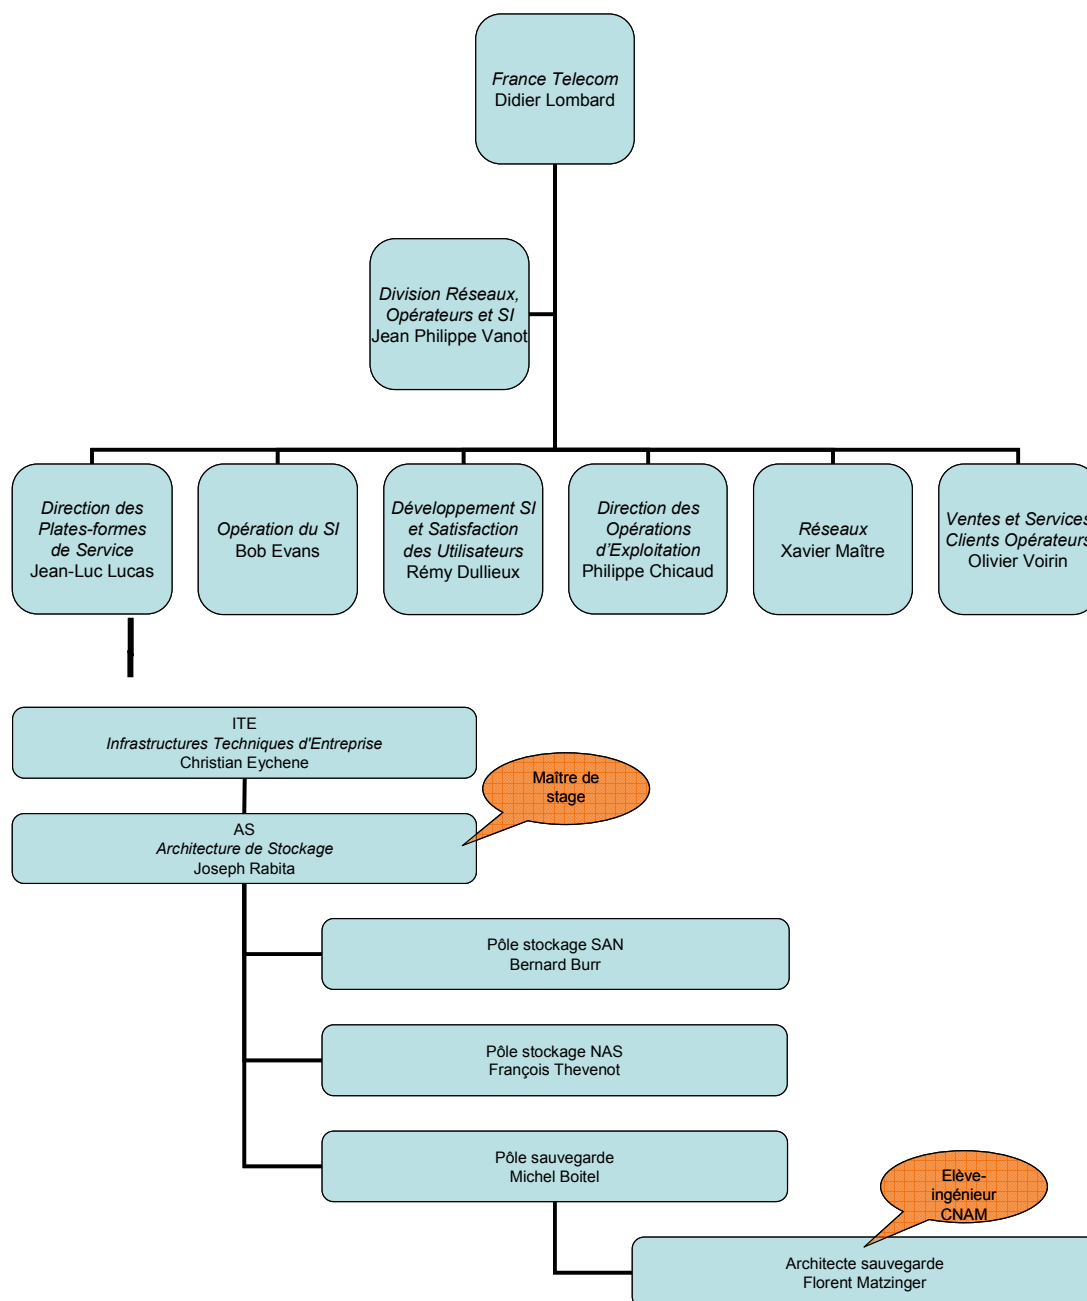 France Telecom
Didier Lombard
Division Réseaux,
Opérateurs et SI
Jean Philippe Vanot
Direction des
Plates-formes
de Service
Jean-Luc Lucas
Opération du SI
Bob Evans
Développement SI
et Satisfaction
des Utilisateurs
Rémy Dullieux
Direction des
Opérations
d'Exploitation
Philippe Chicaud
Réseaux
Xavier Maître
Ventes et Services
Clients Opérateurs
Olivier Voirin
ITE
Infrastructures Techniques d'Entreprise
Christian Eychene
Maître de
stage
AS
Architecture de Stockage
Joseph Rabita
Pôle stockage SAN
Bernard Burr
Pôle stockage NAS
François Thevenot
Pôle sauvegarde
Michel Boitel
Elève-
ingénieur
CNAM
Architecte sauvegarde
Florent Matzinger